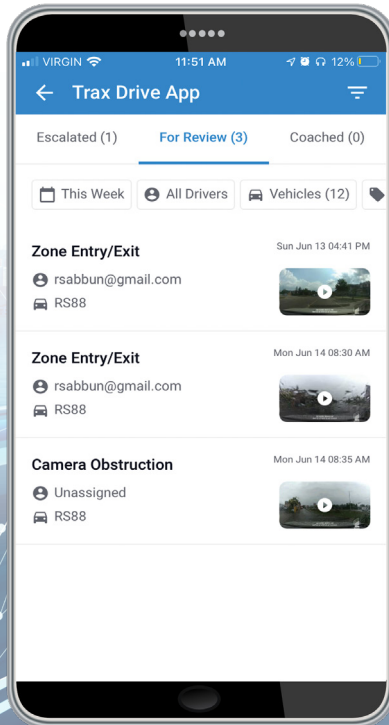 VIRGIN 11:51 AM 12%
Trax Drive App
Escalated (1) For Review (3) Coached (0)
This Week All Drivers Vehicles (12)
Zone Entry/Exit Sun Jun 13 04:41 PM
rsabbun@gmail.com
RS88
Zone Entry/Exit Mon Jun 14 08:30 AM
rsabbun@gmail.com
RS88
Camera Obstruction Mon Jun 14 08:35 AM
Unassigned
RS88